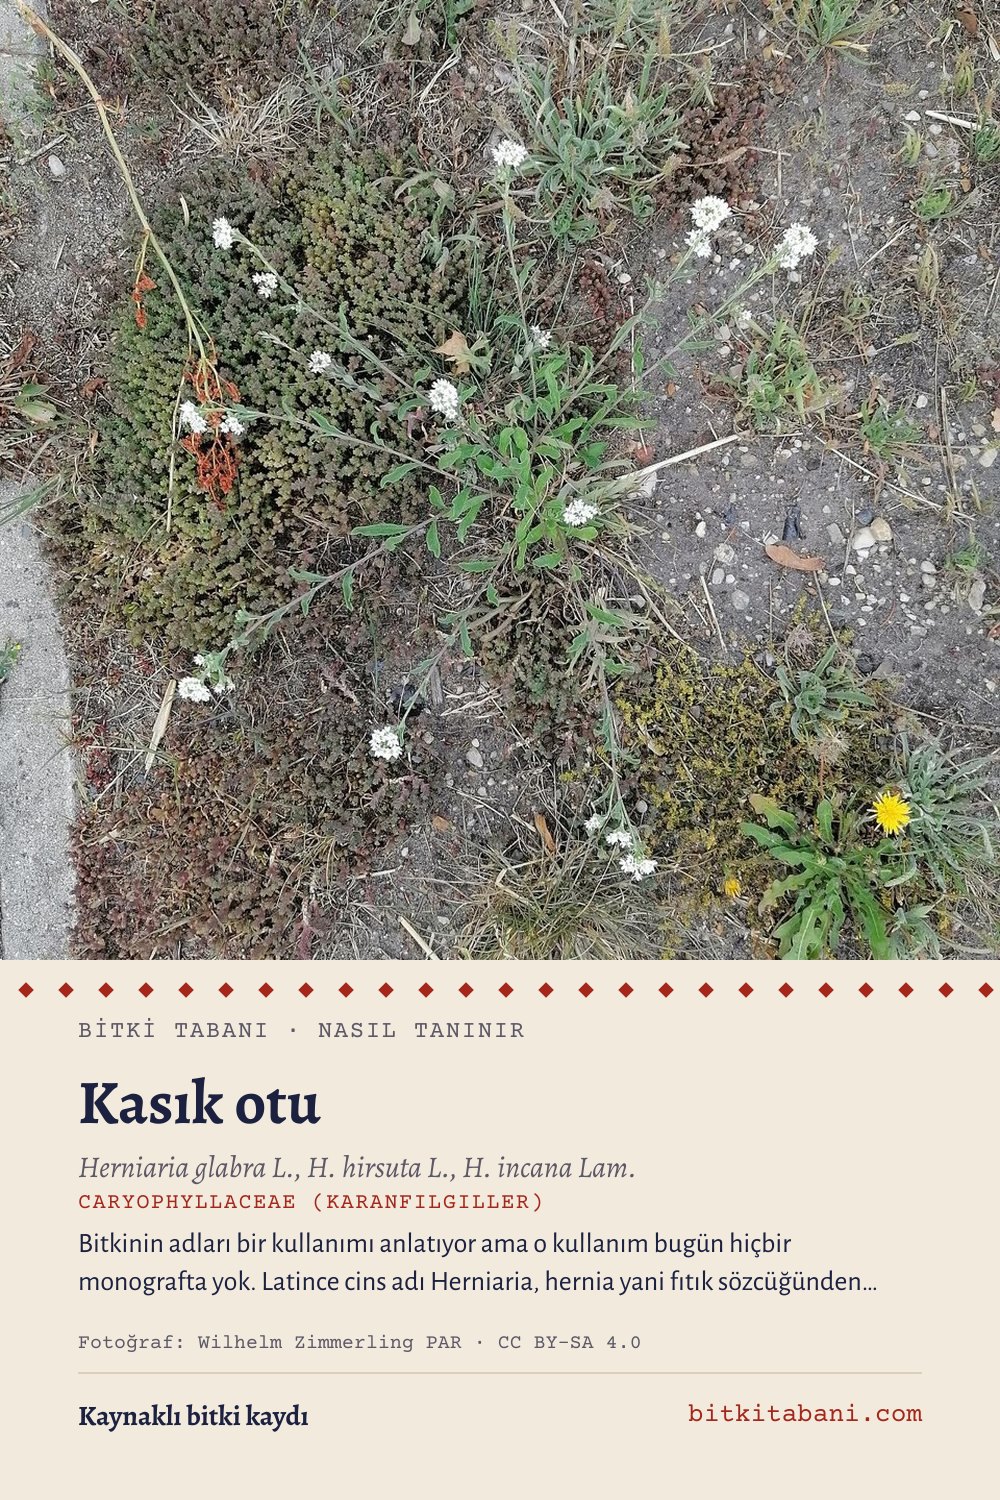 BİTKİ TABANI · NASIL TANINIR
Kasık otu
Herniaria glabra L., H. hirsuta L., H. incana Lam.
CARYOPHYLLACEAE (KARANFILGILLER)
Bitkinin adları bir kullanımı anlatıyor ama o kullanım bugün hiçbir
monografta yok. Latince cins adı Herniaria, hernia yani fıtık sözcüğünden…
Fotoğraf: Wilhelm Zimmerling PAR · CC BY-SA 4.0
Kaynaklı bitki kaydı
bitkitabani.com